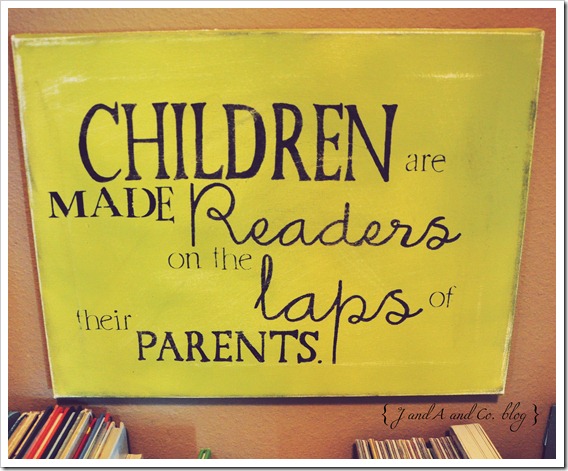 CHILDREN are
MADE Readers
on the
laps of
their
PARENTS.
{ J and A and Co. blog }